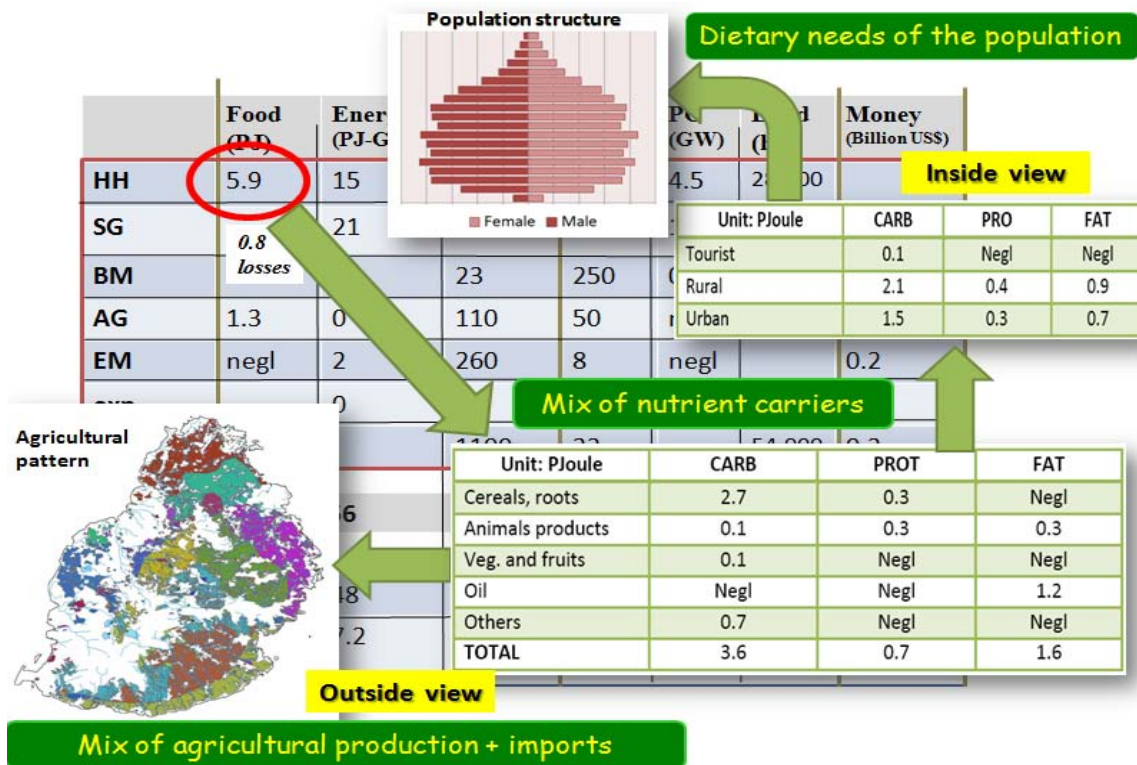 Population structure
Dietary needs of the population
Female Male
Food Money
(PJ) (GW) (Billion US$)
HH 5.9 15 4.5
Inside view
SG 21
0.8
losses
BM 23 250
AG 1.3 0 110 50
EM negl 2 260 8 negl 0.2
0
Unit: PJoule CARB PRO FAT
Tourist 0.1 Negl Negl
Rural 2.1 0.4 0.9
Urban 1.5 0.3 0.7
Mix of nutrient carriers
Agricultural
pattern
Unit: PJoule CARB PROT FAT
Cereals, roots 2.7 0.3 Negl
Animals products 0.1 0.3 0.3
Veg. and fruits 0.1 Negl Negl
Oil Negl Negl 1.2
Others 0.7 Negl Negl
TOTAL 3.6 0.7 1.6
Outside view
Mix of agricultural production + imports